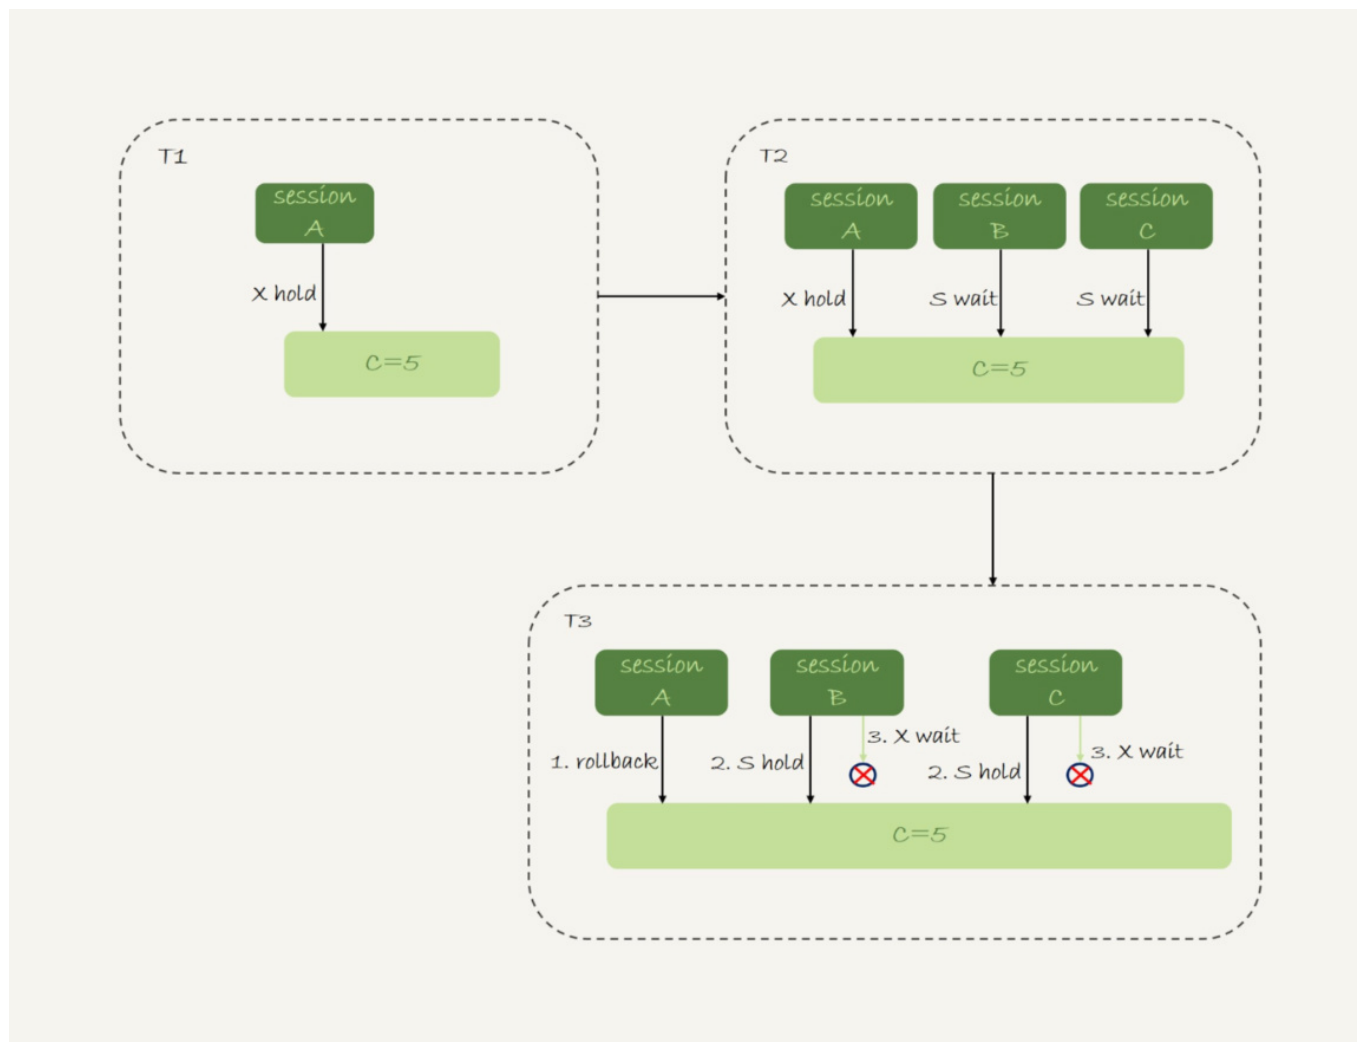 T1
session
A
X hold
C=5
T2
session
A
session
B
session
C
X hold
S wait
S wait
C=5
T3
session
A
session
B
session
C
1. rollback
2. S hold
3. X wait
2. S hold
3. X wait
C=5